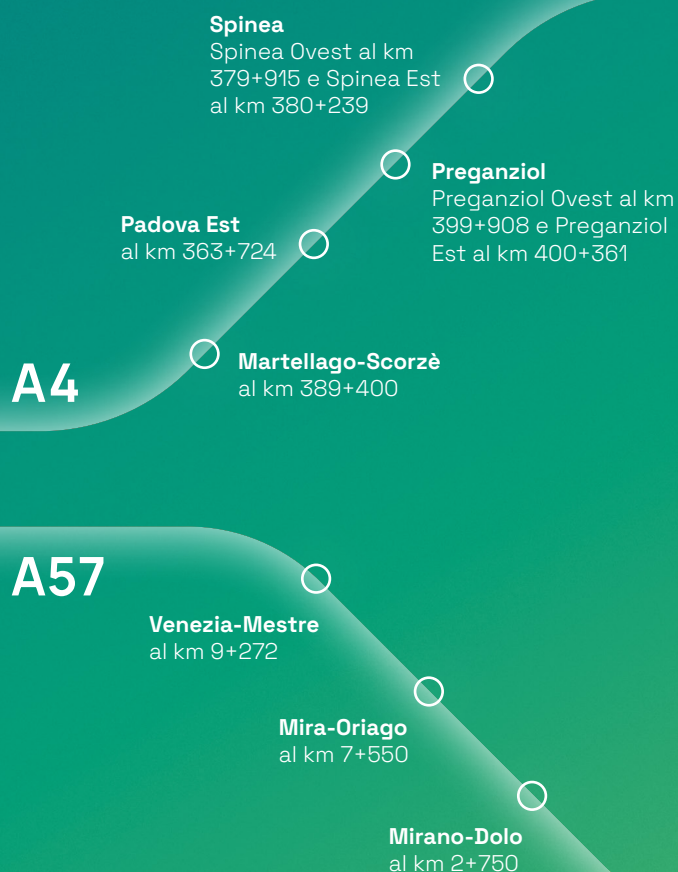 Spinea
Spinea Ovest al km
379+915 e Spinea Est
al km 380+239
Preganziol
Preganziol Ovest al km
399+908 e Preganziol
Est al km 400+361
Padova Est
al km 363+724
Martellago-Scorzè
al km 389+400
A4
A57
Venezia-Mestre
al km 9+272
Mira-Oriago
al km 7+550
Mirano-Dolo
al km 2+750